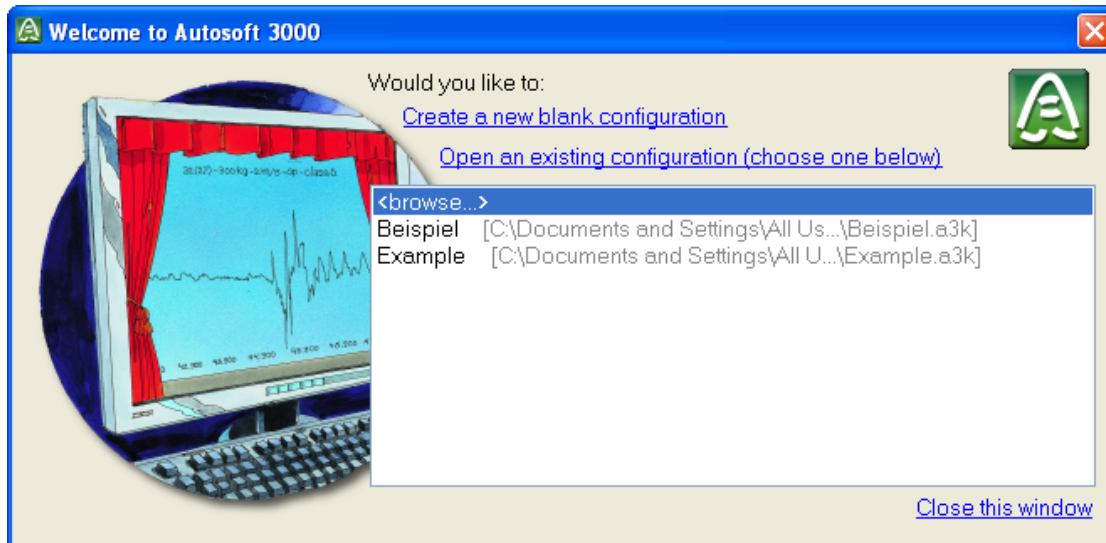 Welcome to Autosoft 3000
Would you like to:
Create a new blank configuration
Open an existing configuration (choose one below)
<browse...>
Beispiel [C:\Documents and Settings\All Us...\Beispiel.a3k]
Example [C:\Documents and Settings\All U...\Example.a3k]
Close this window